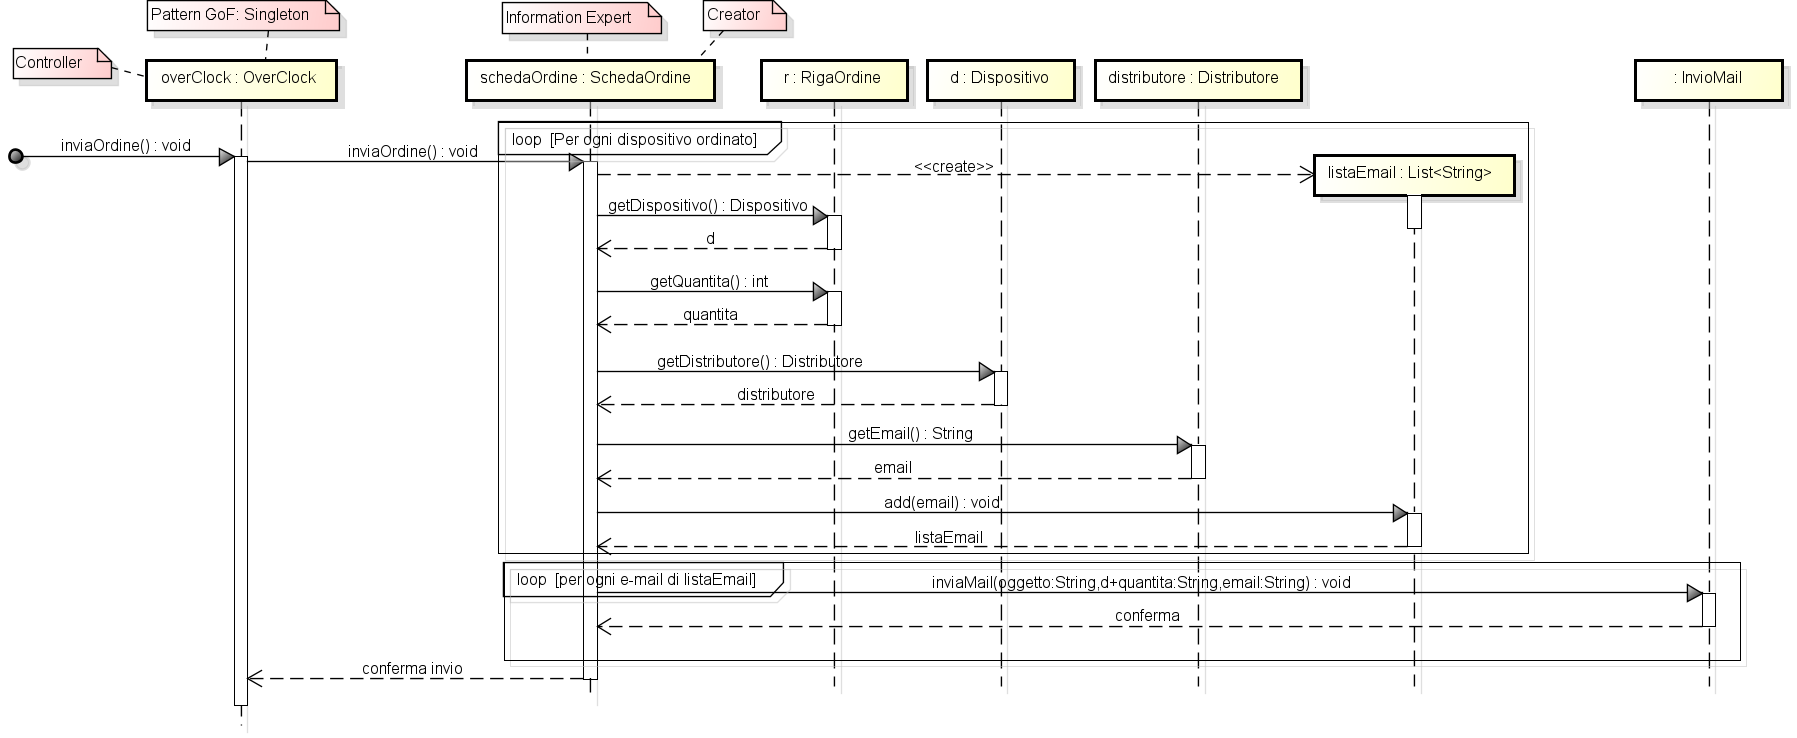 Pattern GoF: Singleton
Information Expert
Creator
Controller
overClock : OverClock
schedaOrdine : SchedaOrdine
r : RigaOrdine
d : Dispositivo
distributore : Distributore
: InvioMail
loop [Per ogni dispositivo ordinato]
inviaOrdine() : void
inviaOrdine() : void
<<create>>
listaEmail : List<String>
getDispositivo() : Dispositivo
d
getQuantita() : int
quantita
getDistributore() : Distributore
distributore
getEmail() : String
email
add(email) : void
listaEmail
loop [per ogni e-mail di listaEmail]
inviaMail(oggetto:String,d+quantita:String,email:String) : void
conferma
conferma invio